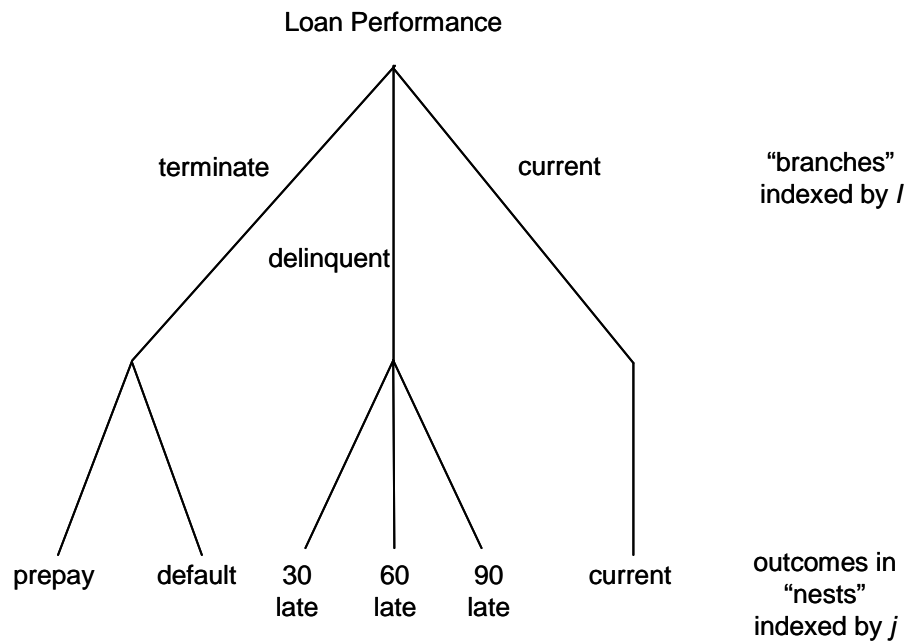 Loan Performance
terminate
current
“branches”
indexed by l
delinquent
prepay
default
30
late
60
late
90
late
current
outcomes in
“nests”
indexed by j